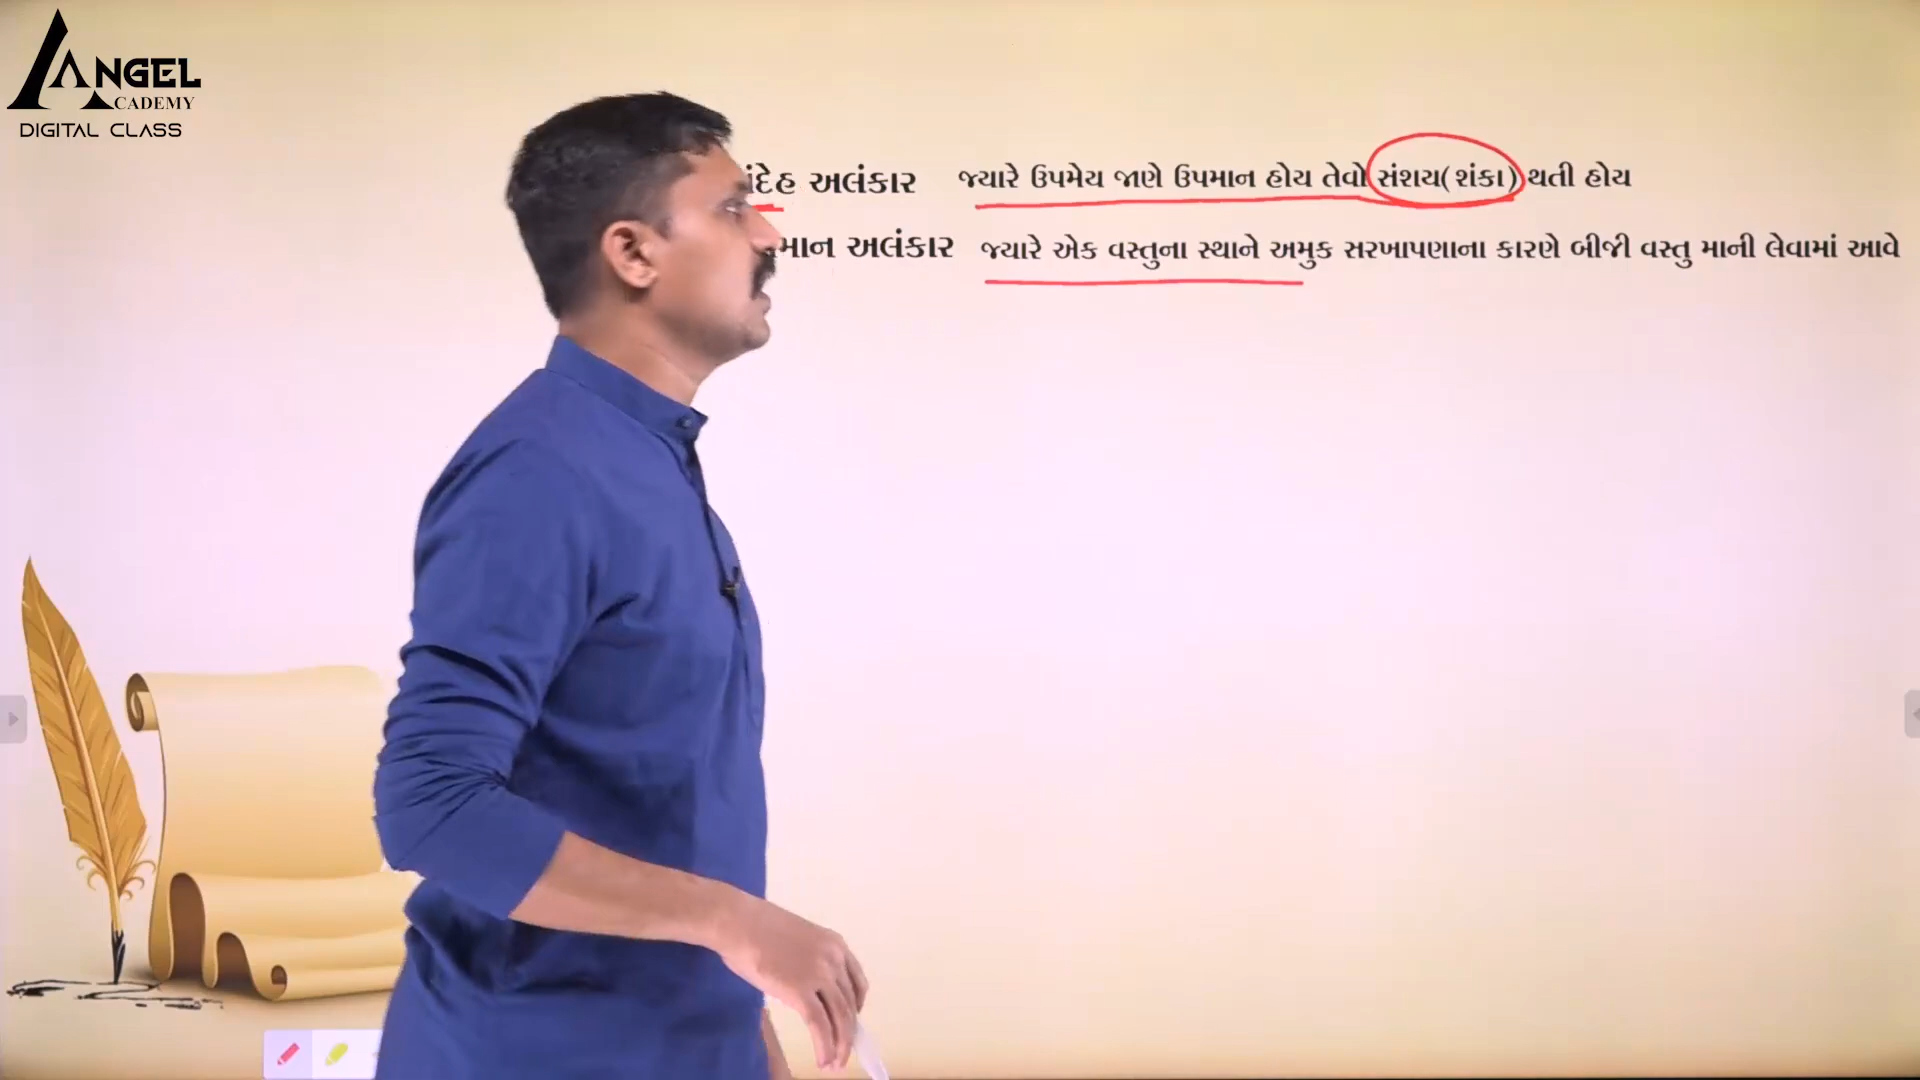 ANGEL
ACADEMY
DIGITAL CLASS
અલંકાર જ્યારે ઉપમેય જાણે ઉપમાન હોય તેવો સંશય(શંકા) થતી હોય
અલંકાર જ્યારે એક વસ્તુના સ્થાને અમુક સરખાપણાના કારણે બીજી વસ્તુ માની લેવામાં આવે